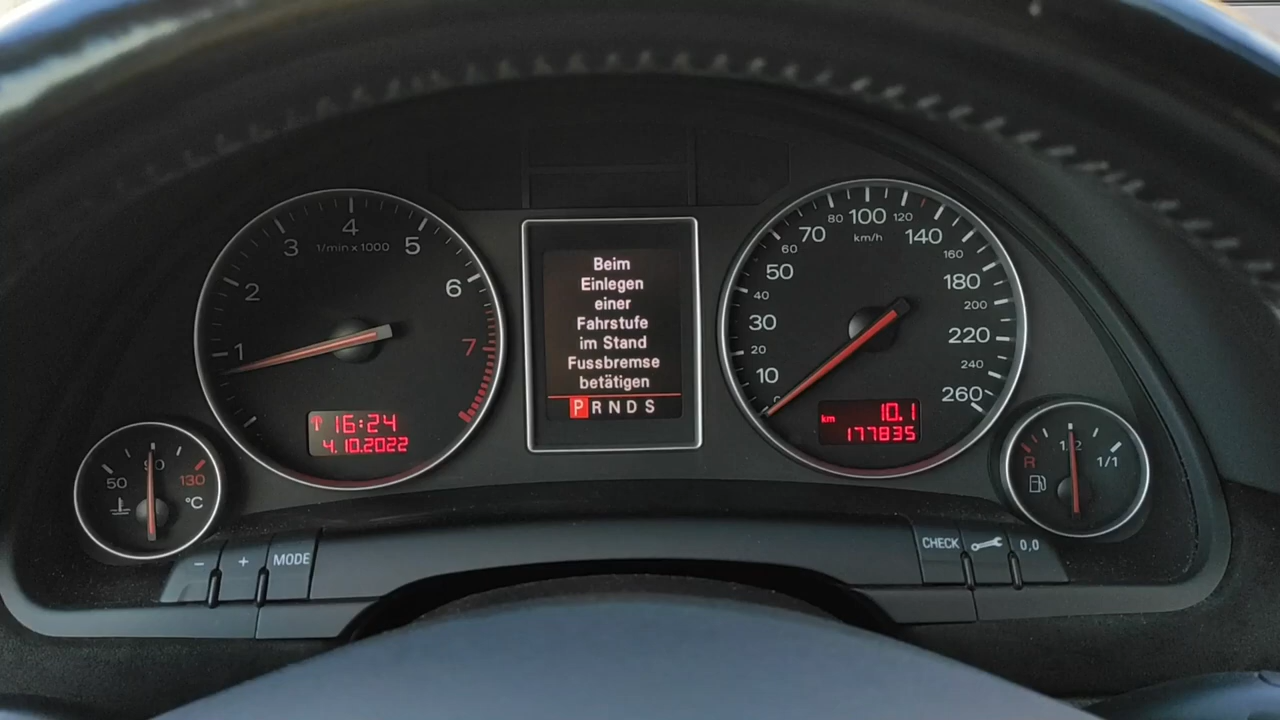 1
2
3
4
5
6
7
1/min x 1000
16:24
4.10.2022
50
90
130
°C
Beim
Einlegen
einer
Fahrstufe
im Stand
Fussbremse
betätigen
P R N D S
0
10
20
30
40
50
60
70
80
100
120
140
160
180
200
220
240
260
km/h
km
10.1
177835
R
1/2
1/1
−
+
MODE
CHECK
0,0